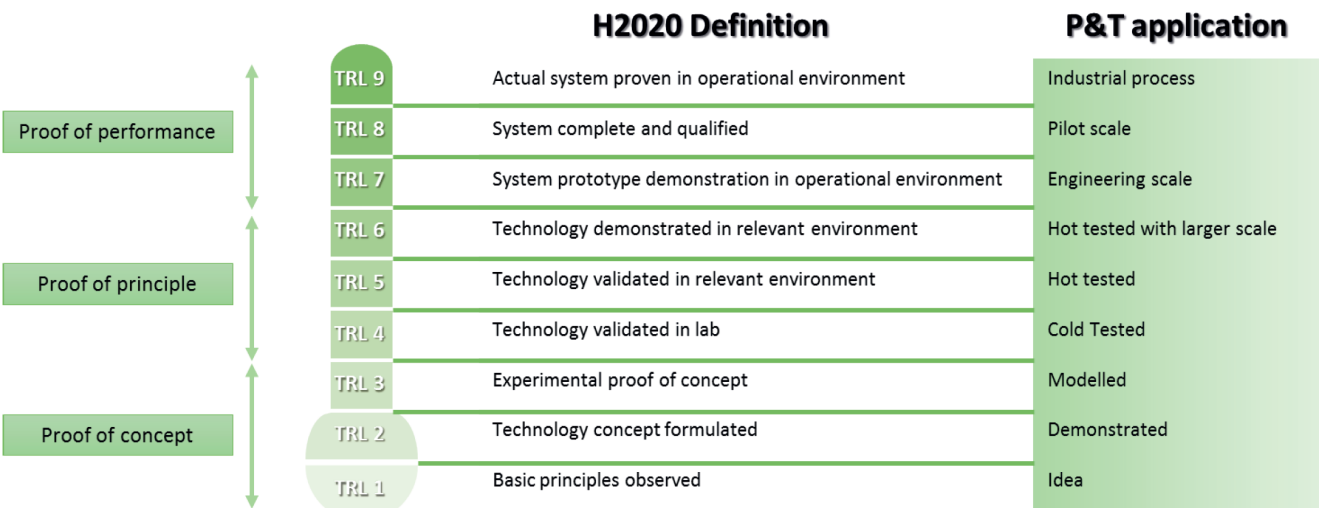 H2020 Definition P&T application
TRL 9 Actual system proven in operational environment Industrial process
Proof of performance TRL 8 System complete and qualified Pilot scale
TRL 7 System prototype demonstration in operational environment Engineering scale
TRL 6 Technology demonstrated in relevant environment Hot tested with larger scale
Proof of principle TRL 5 Technology validated in relevant environment Hot tested
TRL 4 Technology validated in lab Cold Tested
TRL 3 Experimental proof of concept Modelled
Proof of concept TRL 2 Technology concept formulated Demonstrated
TRL 1 Basic principles observed Idea